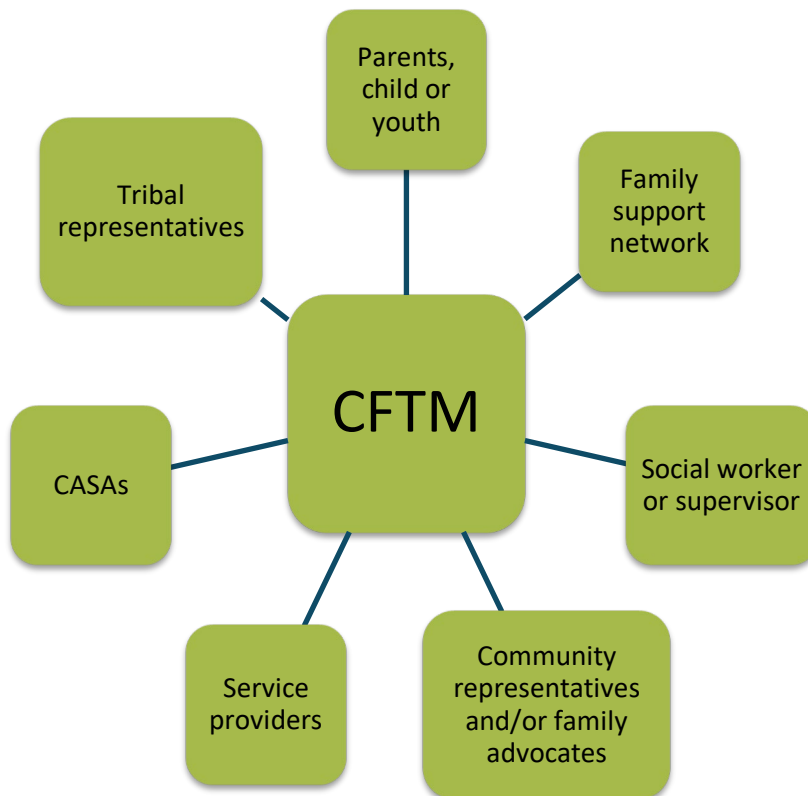 Parents,
child or
youth
Family
support
network
Tribal
representatives
CFTM
CASAs
Social worker
or supervisor
Service
providers
Community
representatives
and/or family
advocates